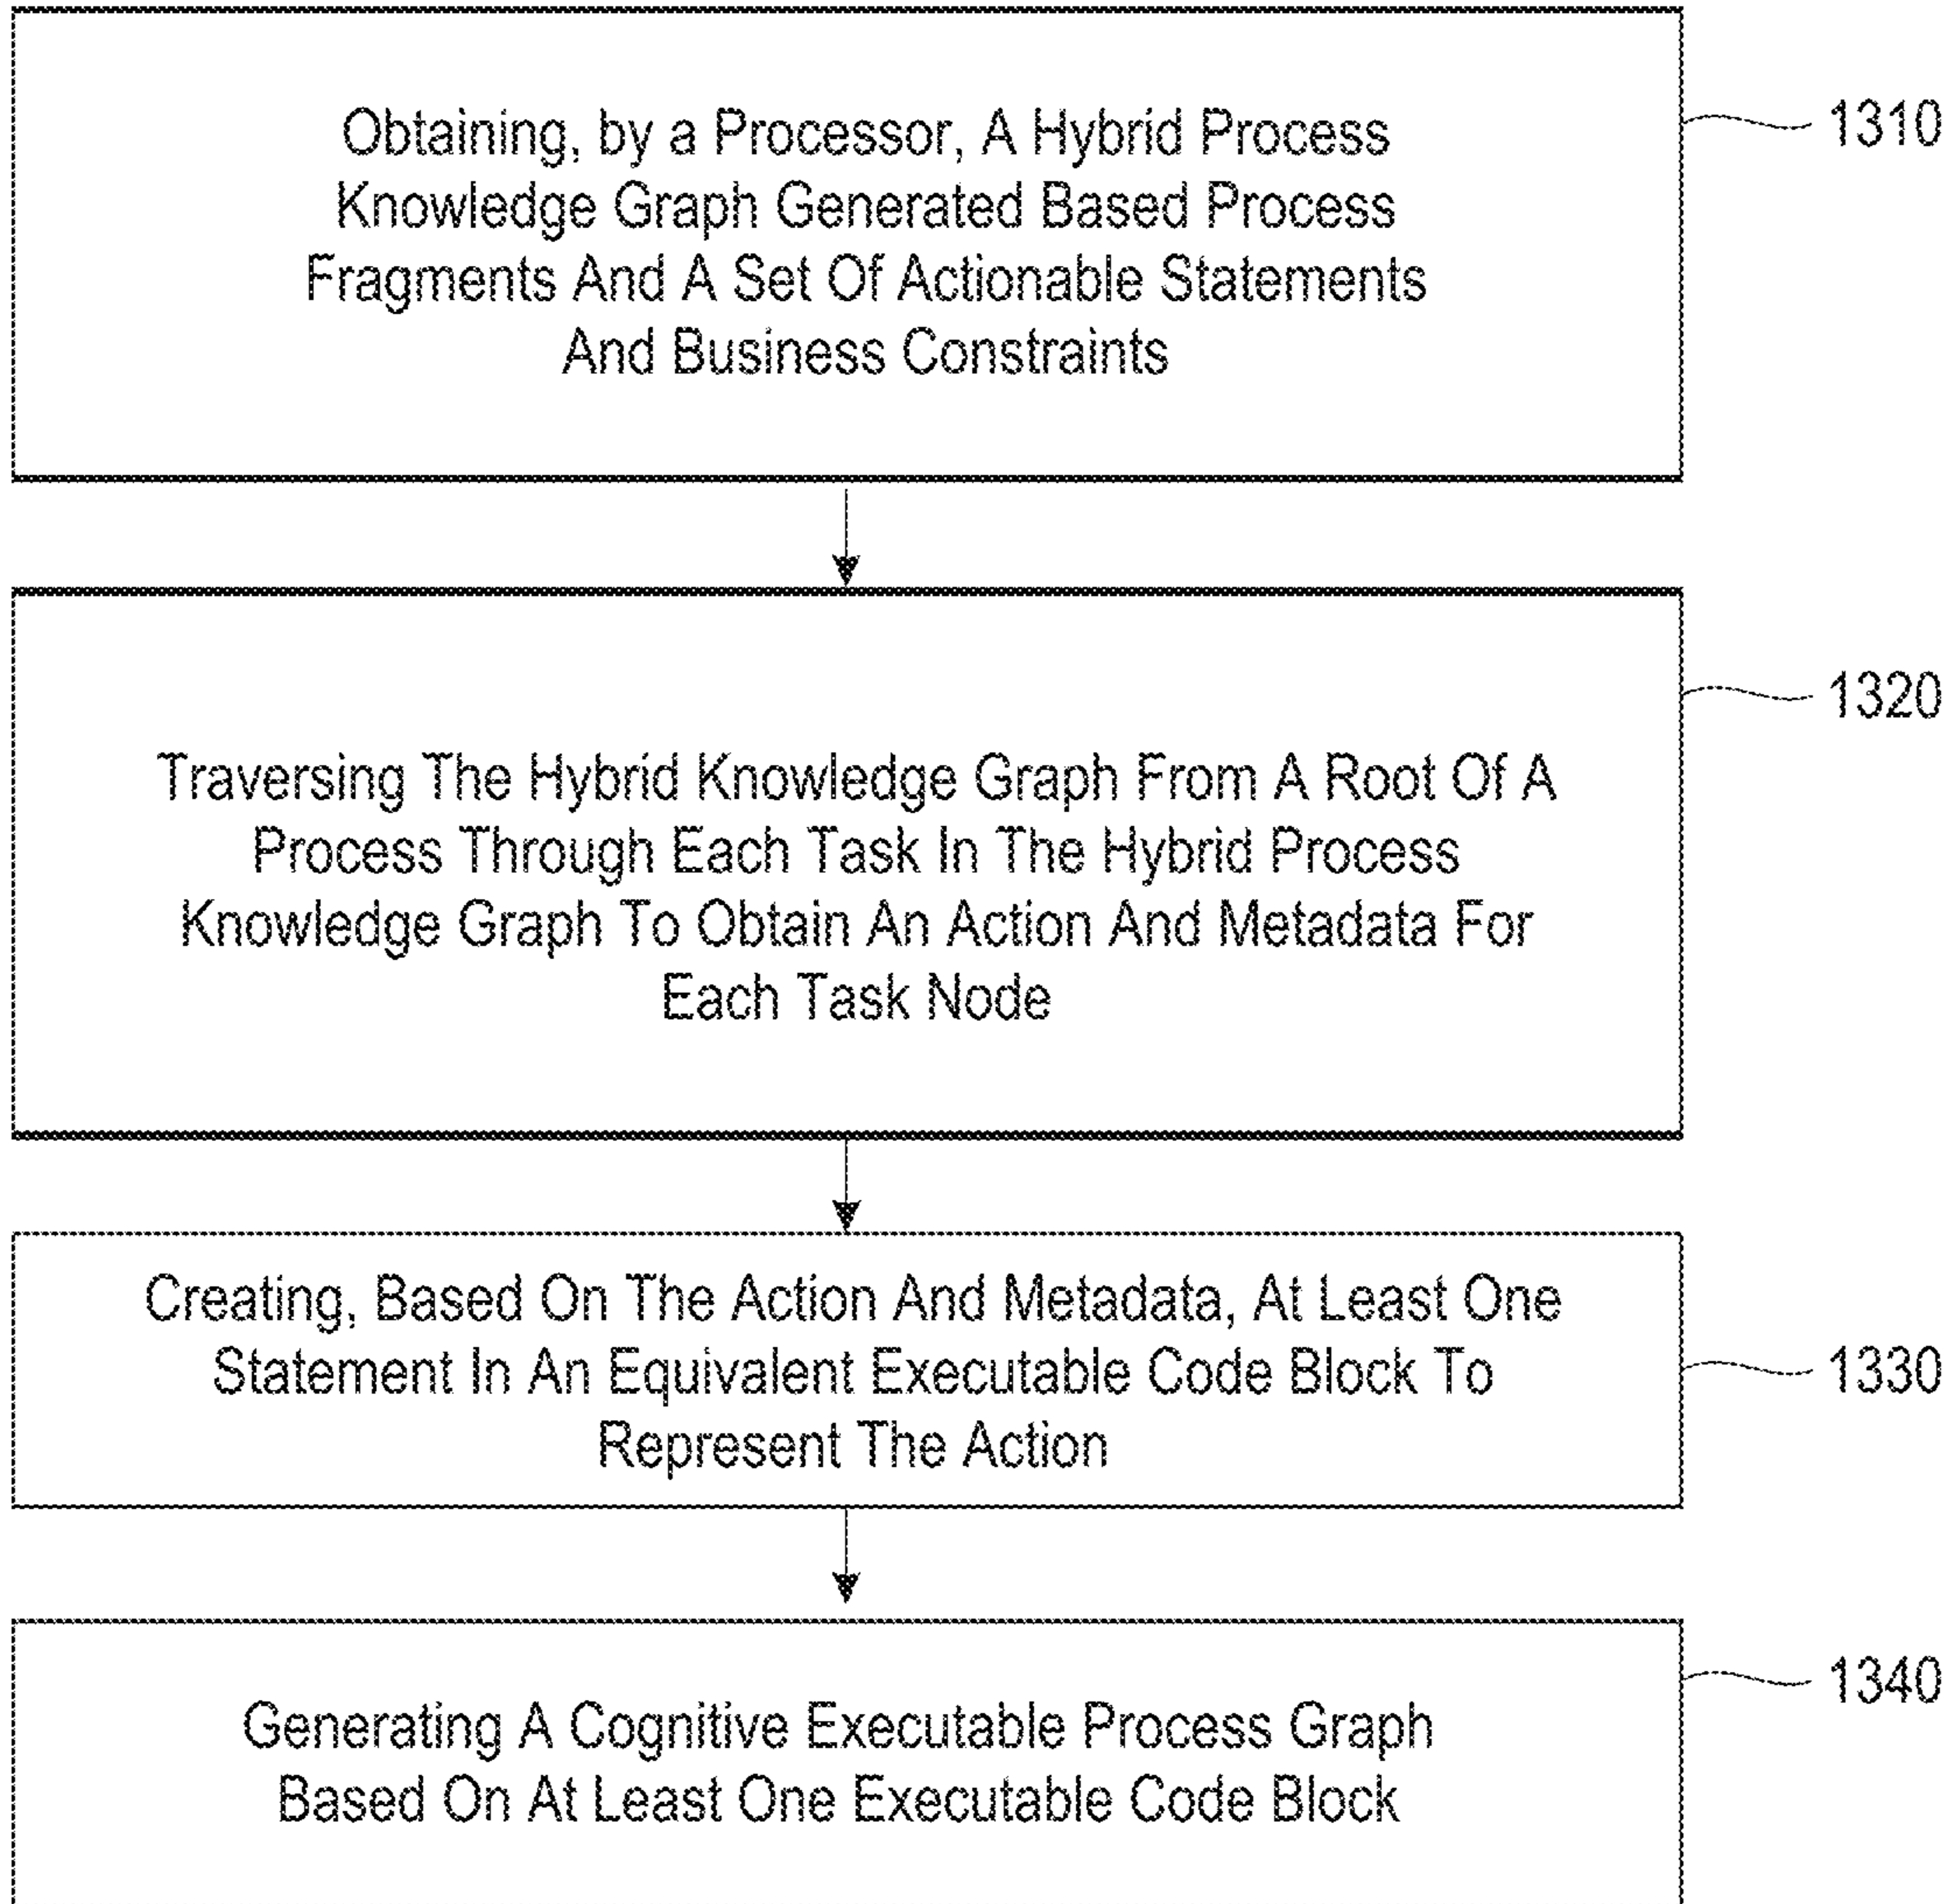 Obtaining, by a Processor, A Hybrid Process
Knowledge Graph Generated Based Process
Fragments And A Set Of Actionable Statements
And Business Constraints
1310
Traversing The Hybrid Knowledge Graph From A Root Of A
Process Through Each Task In The Hybrid Process
Knowledge Graph To Obtain An Action And Metadata For
Each Task Node
1320
Creating, Based On The Action And Metadata, At Least One
Statement In An Equivalent Executable Code Block To
Represent The Action
1330
Generating A Cognitive Executable Process Graph
Based On At Least One Executable Code Block
1340